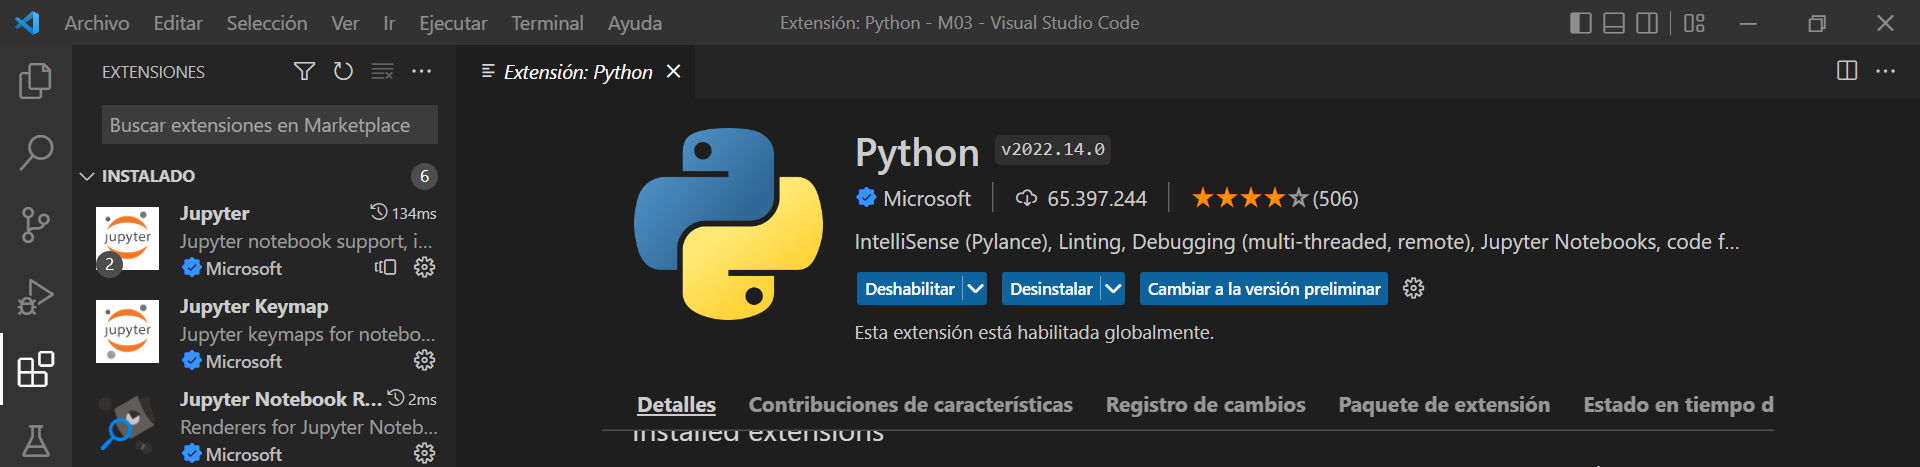 Archivo Editar Selección Ver Ir Ejecutar Terminal Ayuda Extensión: Python - M03 - Visual Studio Code
EXTENSIONES
Extensión: Python
Buscar extensiones en Marketplace
INSTALADO 6
Jupyter 134ms
Jupyter notebook support, i...
Microsoft
jupyter
2
Jupyter Keymap
Jupyter keymaps for notebo...
Microsoft
jupyter
Jupyter Notebook R... 2ms
Renderers for Jupyter Noteb...
Microsoft
Python v2022.14.0
Microsoft 65.397.244 (506)
IntelliSense (Pylance), Linting, Debugging (multi-threaded, remote), Jupyter Notebooks, code f...
Deshabilitar Desinstalar Cambiar a la versión preliminar
Esta extensión está habilitada globalmente.
Detalles Contribuciones de características Registro de cambios Paquete de extensión Estado en tiempo d
Installed extensions